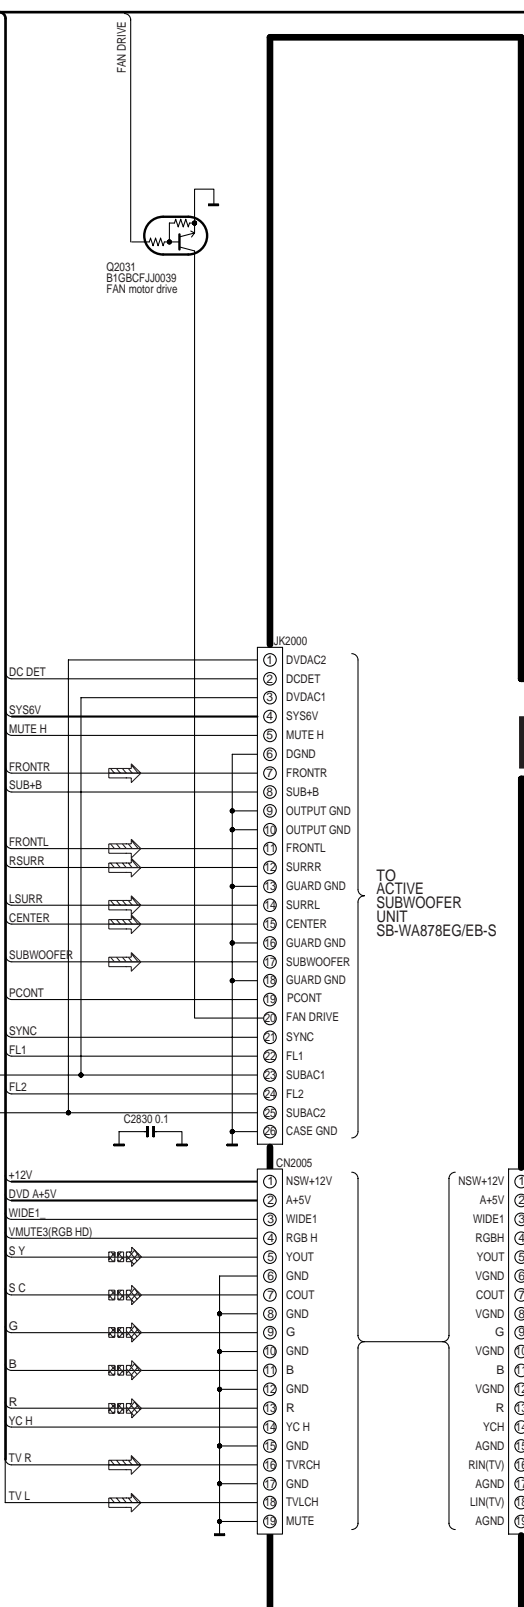 FAN DRIVE
Q2031
B1GBCFJJ0039
FAN motor drive
JK2000
1 DVDAC2
DC DET 2 DCDET
3 DVDAC1
SYS6V 4 SYS6V
MUTE H 5 MUTE H
6 DGND
FRONTR 7 FRONTR
SUB+B 8 SUB+B
9 OUTPUT GND
10 OUTPUT GND
FRONTL 11 FRONTL
RSURR 12 SURRR
13 GUARD GND
LSURR 14 SURRL
CENTER 15 CENTER
16 GUARD GND
SUBWOOFER 17 SUBWOOFER
18 GUARD GND
PCONT 19 PCONT
20 FAN DRIVE
SYNC 21 SYNC
FL1 22 FL1
23 SUBAC1
FL2 24 FL2
25 SUBAC2
26 CASE GND
TO
ACTIVE
SUBWOOFER
UNIT
SB-WA878EG/EB-S
C2830 0.1
CN2005
+12V 1 NSW+12V NSW+12V 1
DVD A+5V 2 A+5V A+5V 2
WIDE1_ 3 WIDE1 WIDE1 3
VMUTE3(RGB HD) 4 RGB H RGBH 4
S Y 5 YOUT YOUT 5
6 GND VGND 6
S C 7 COUT COUT 7
8 GND VGND 8
G 9 G G 9
10 GND VGND 10
B 11 B B 11
12 GND VGND 12
R 13 R R 13
YC H 14 YC H YCH 14
15 GND AGND 15
TV R 16 TVRCH RIN(TV) 16
17 GND AGND 17
TV L 18 TVLCH LIN(TV) 18
19 MUTE AGND 19